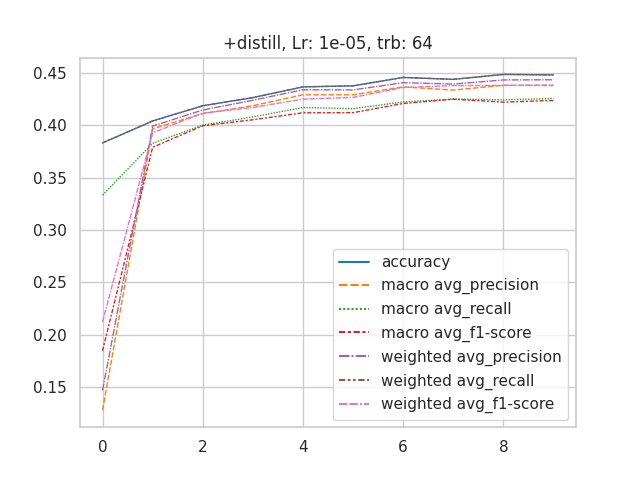 +distill, Lr: 1e-05, trb: 64
0.45
0.40
0.35
0.30
0.25
0.20
0.15
accuracy
macro avg_precision
macro avg_recall
macro avg_f1-score
weighted avg_precision
weighted avg_recall
weighted avg_f1-score
0 2 4 6 8